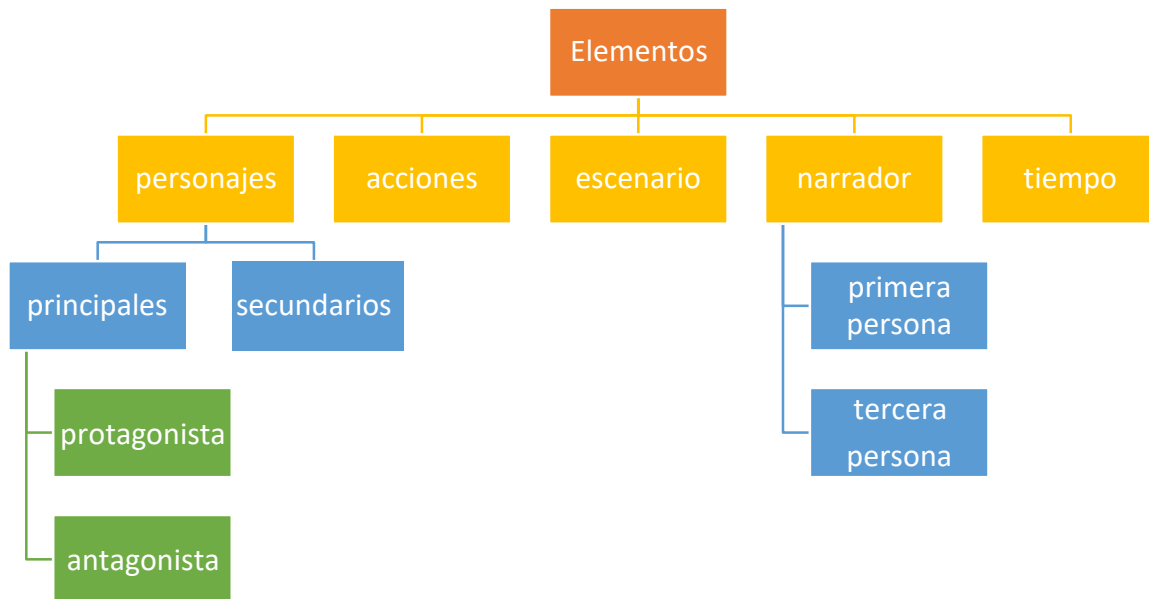 Elementos
personajes
acciones
escenario
narrador
tiempo
principales
secundarios
primera
persona
protagonista
tercera
persona
antagonista